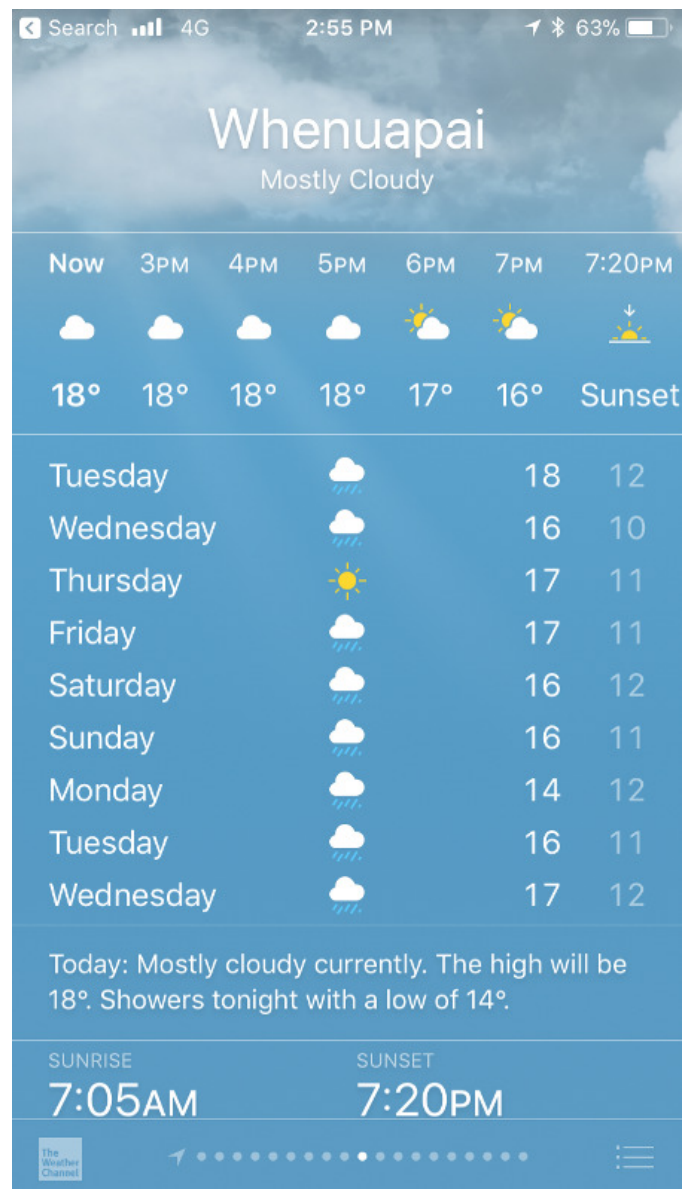 Search 4G 2:55 PM 63%
Whenuapai
Mostly Cloudy
Now 3PM 4PM 5PM 6PM 7PM 7:20PM
18° 18° 18° 18° 17° 16° Sunset
Tuesday 18 12
Wednesday 16 10
Thursday 17 11
Friday 17 11
Saturday 16 12
Sunday 16 11
Monday 14 12
Tuesday 16 11
Wednesday 17 12
Today: Mostly cloudy currently. The high will be
18°. Showers tonight with a low of 14°.
SUNRISE SUNSET
7:05AM 7:20PM
The
Weather
Channel